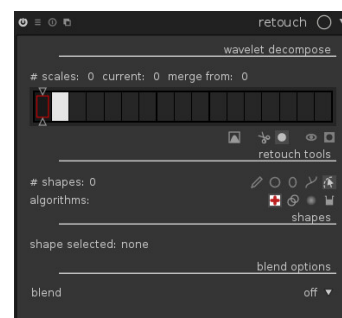 retouch
wavelet decompose
# scales: 0 current: 0 merge from: 0
retouch tools
# shapes: 0
algorithms:
shapes
shape selected: none
blend options
blend off